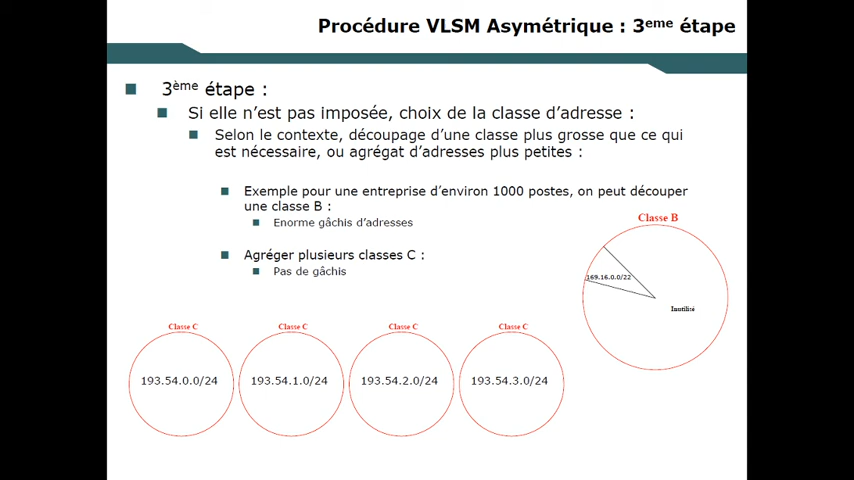 Procédure VLSM Asymétrique : 3eme étape
3ème étape :
Si elle n'est pas imposée, choix de la classe d'adresse :
Selon le contexte, découpage d'une classe plus grosse que ce qui
est nécessaire, ou agrégat d'adresses plus petites :
Exemple pour une entreprise d'environ 1000 postes, on peut découper
une classe B :
Enorme gâchis d'adresses
Agréger plusieurs classes C :
Pas de gâchis
Classe B
169.16.0.0/22
Inutilisé
Classe C
Classe C
Classe C
Classe C
193.54.0.0/24
193.54.1.0/24
193.54.2.0/24
193.54.3.0/24